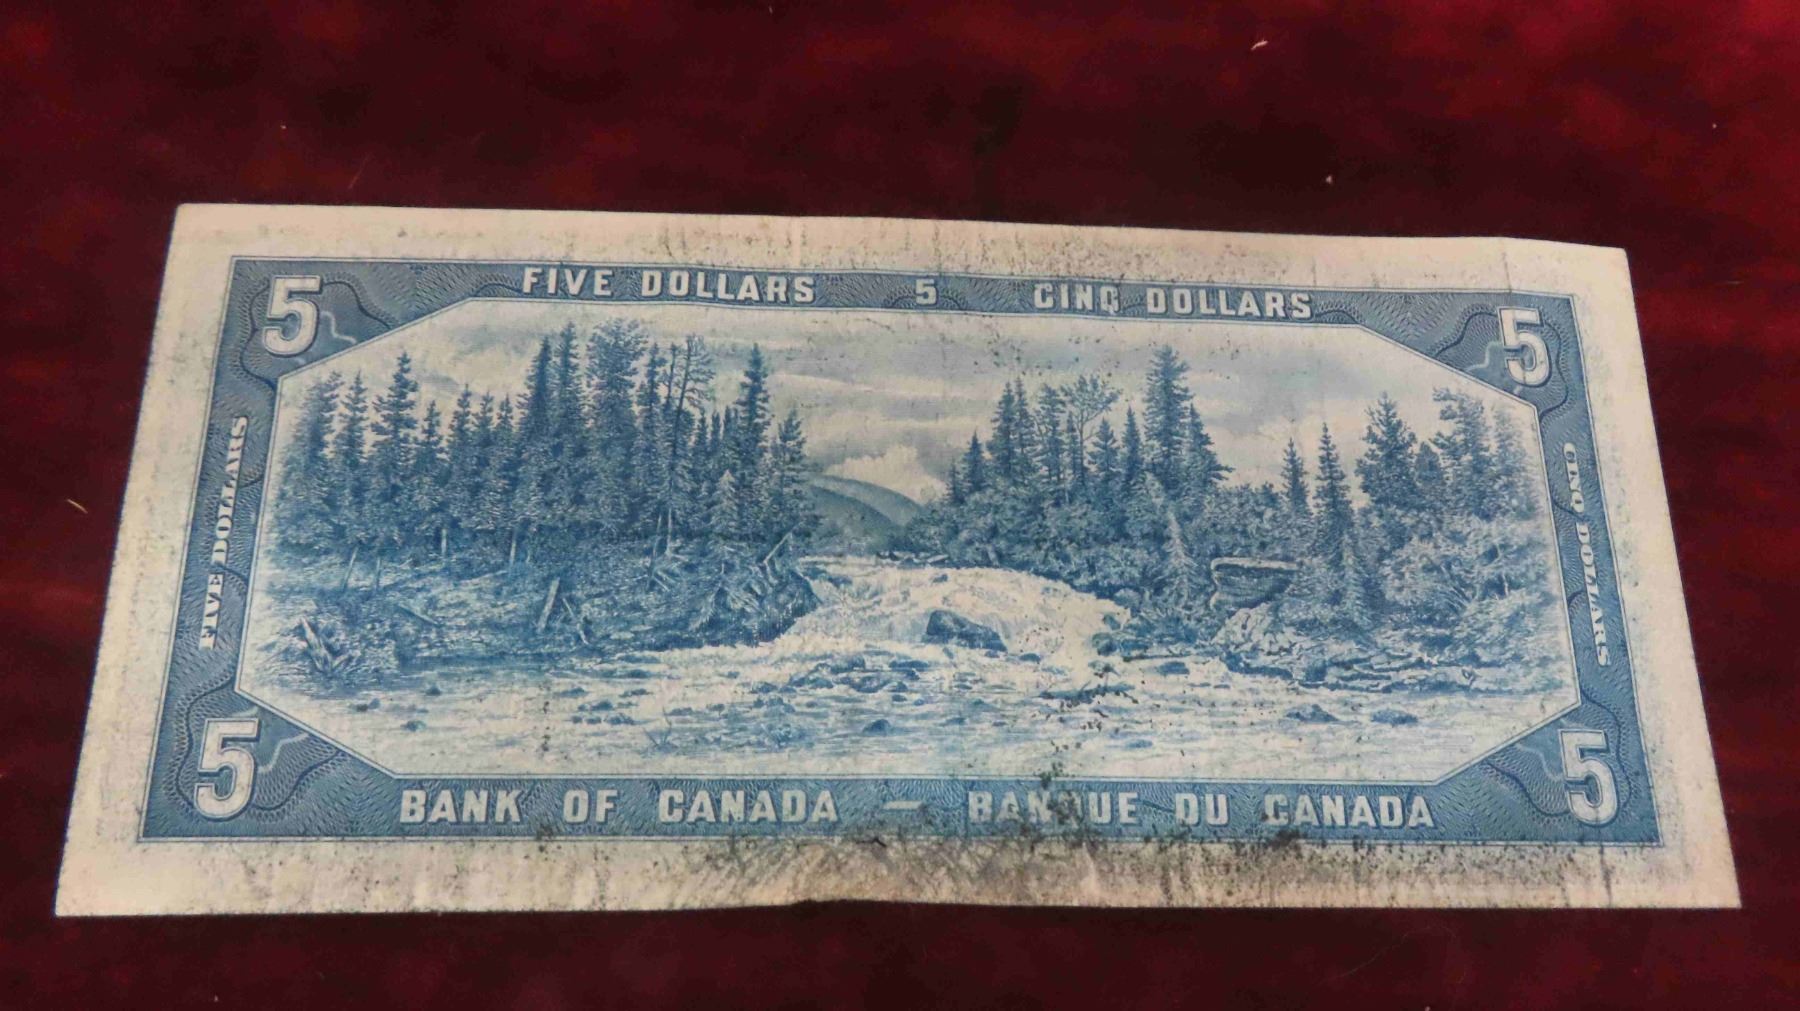 FIVE DOLLARS 5 CINQ DOLLARS
5 5
FIVE DOLLARS
CINQ DOLLARS
5 5
BANK OF CANADA — BANQUE DU CANADA